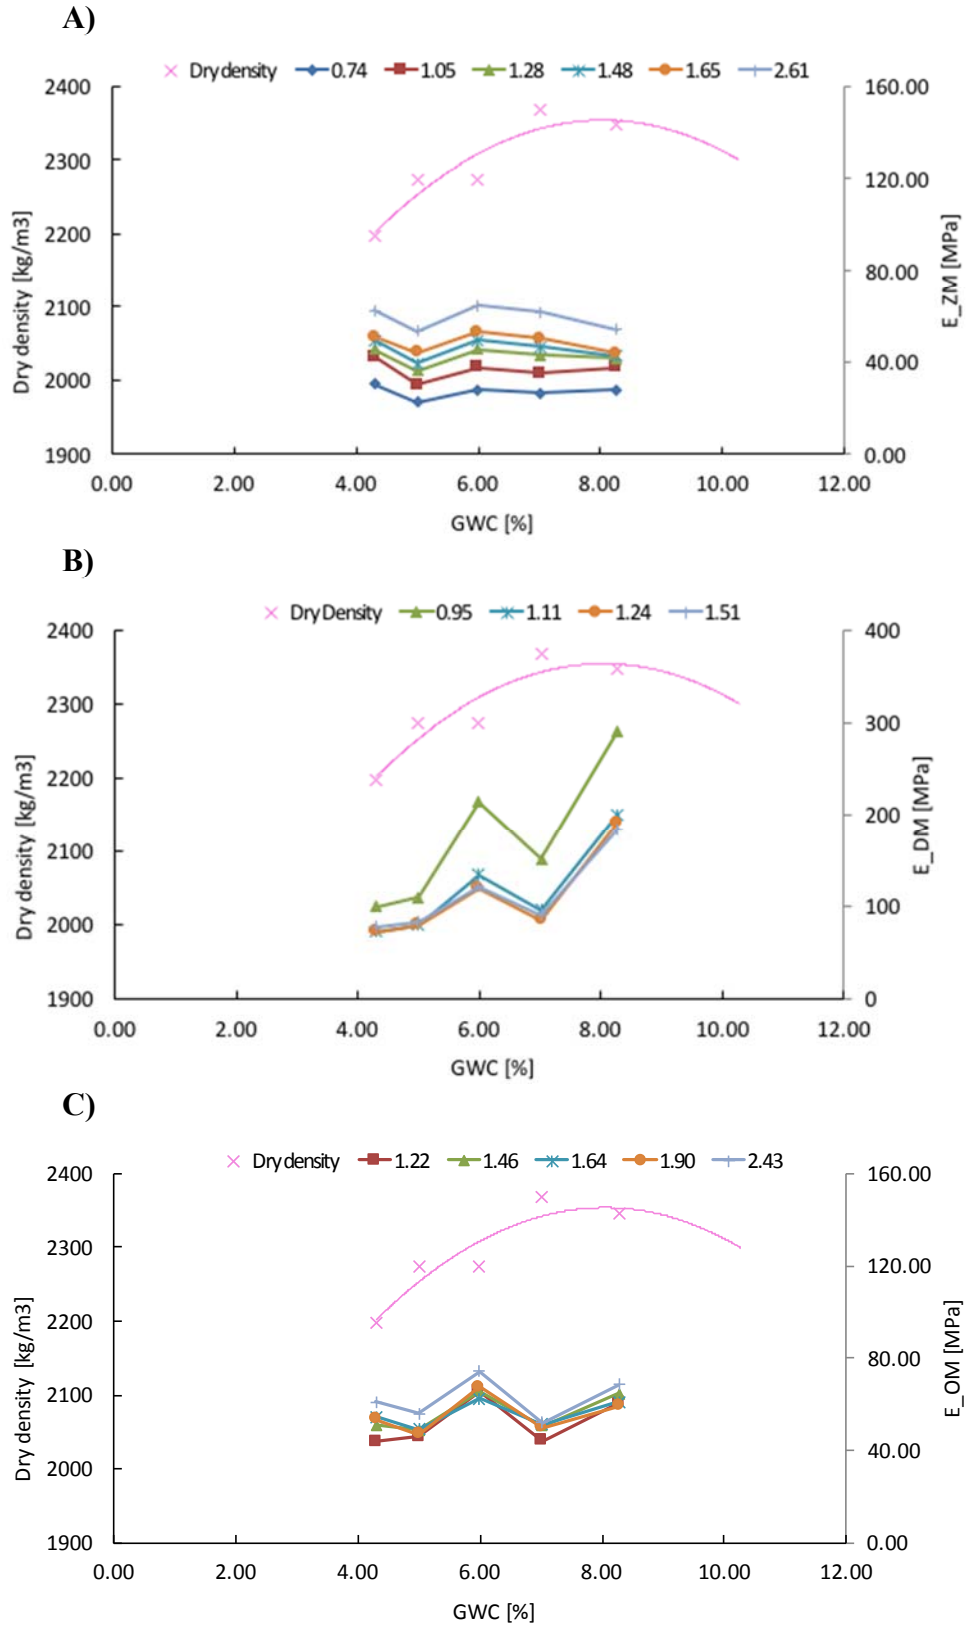 A)
Dry density 0.74 1.05 1.28 1.48 1.65 2.61
2400 160.00
2300
120.00
2200
80.00
2100
2000 40.00
1900 0.00
0.00 2.00 4.00 6.00 8.00 10.00 12.00
GWC [%]
Dry density [kg/m3]
E_ZM [MPa]
B)
Dry Density 0.95 1.11 1.24 1.51
2400 400
2300 300
2200
200
2100
2000 100
1900 0
0.00 2.00 4.00 6.00 8.00 10.00 12.00
GWC [%]
Dry density [kg/m3]
E_DM [MPa]
C)
Dry density 1.22 1.46 1.64 1.90 2.43
2400 160.00
2300
120.00
2200
80.00
2100
2000 40.00
1900 0.00
0.00 2.00 4.00 6.00 8.00 10.00 12.00
GWC [%]
Dry density [kg/m3]
E_OM [MPa]